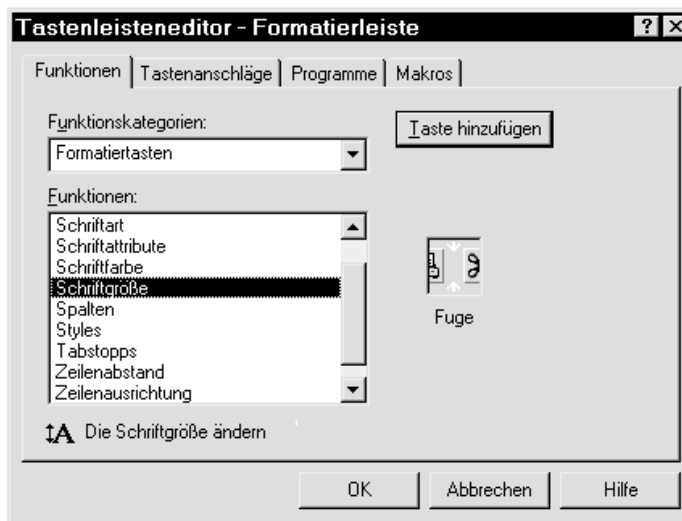 Tastenleisteneditor - Formatierleiste
Funktionen Tastenanschläge Programme Makros
Funktionskategorien:
Taste hinzufügen
Formatiertasten
Funktionen:
Schriftart
Schriftattribute
Schriftfarbe
Schriftgröße
Spalten
Styles
Tabstopps
Zeilenabstand
Zeilenausrichtung
Fuge
Die Schriftgröße ändern
OK Abbrechen Hilfe